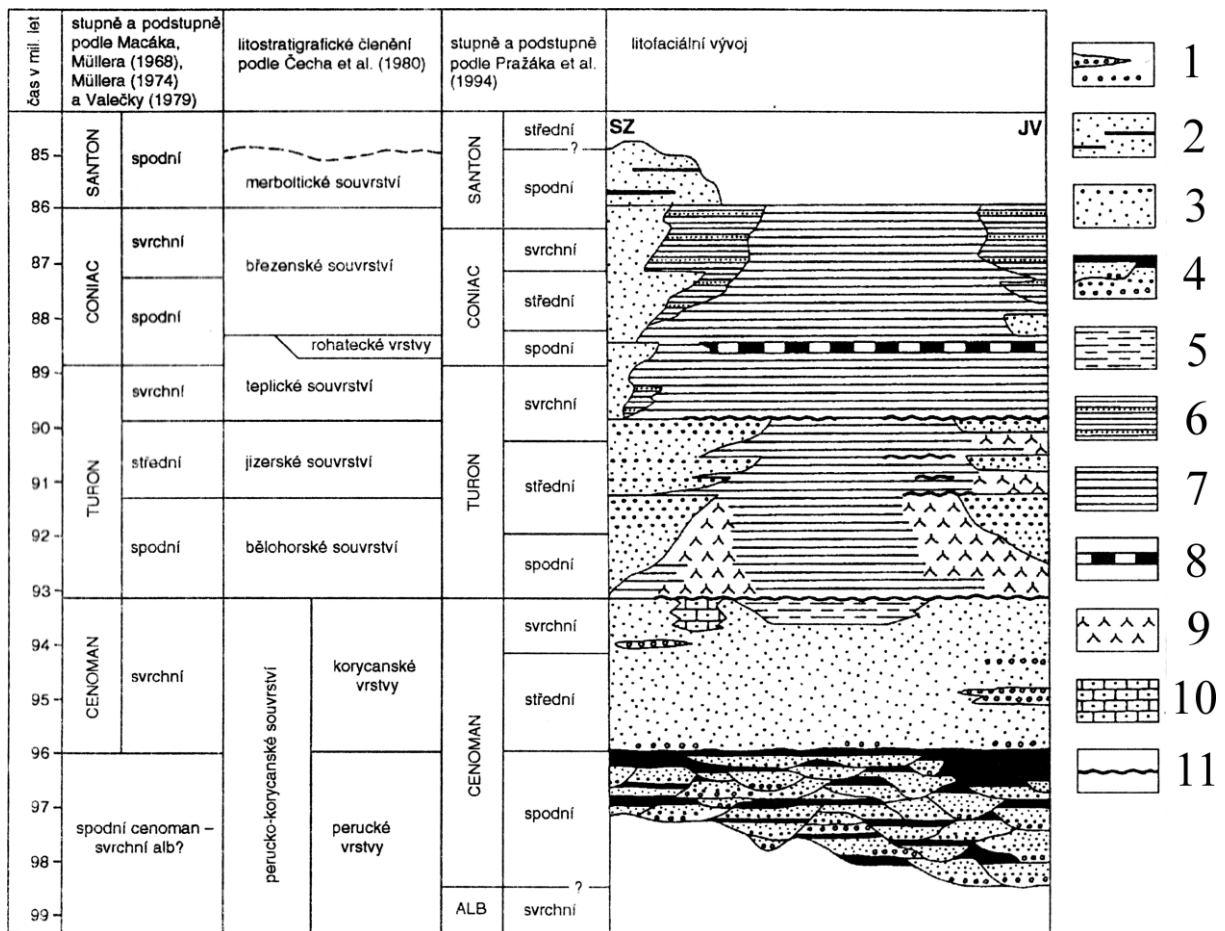 čas v mil. let
stupně a podstupně
podle Macáka,
Müllera (1968),
Müllera (1974)
a Valečky (1979)
litostratigrafické členění
podle Čecha et al. (1980)
stupně a podstupně
podle Pražáka et al.
(1994)
litofaciální vývoj
85
86
87
88
89
90
91
92
93
94
95
96
97
98
99
SANTON
spodní
CONIAC
svrchní
spodní
TURON
svrchní
střední
spodní
CENOMAN
svrchní
spodní cenoman –
svrchní alb?
merboltické souvrství
březenské souvrství
rohatecké vrstvy
teplické souvrství
jizerské souvrství
bělohorské souvrství
perucko-korycanské souvrství
korycanské
vrstvy
perucké
vrstvy
SANTON
střední
?
spodní
CONIAC
svrchní
střední
spodní
TURON
svrchní
střední
spodní
CENOMAN
svrchní
střední
spodní
?
ALB
svrchní
SZ
JV
1
2
3
4
5
6
7
8
9
10
11